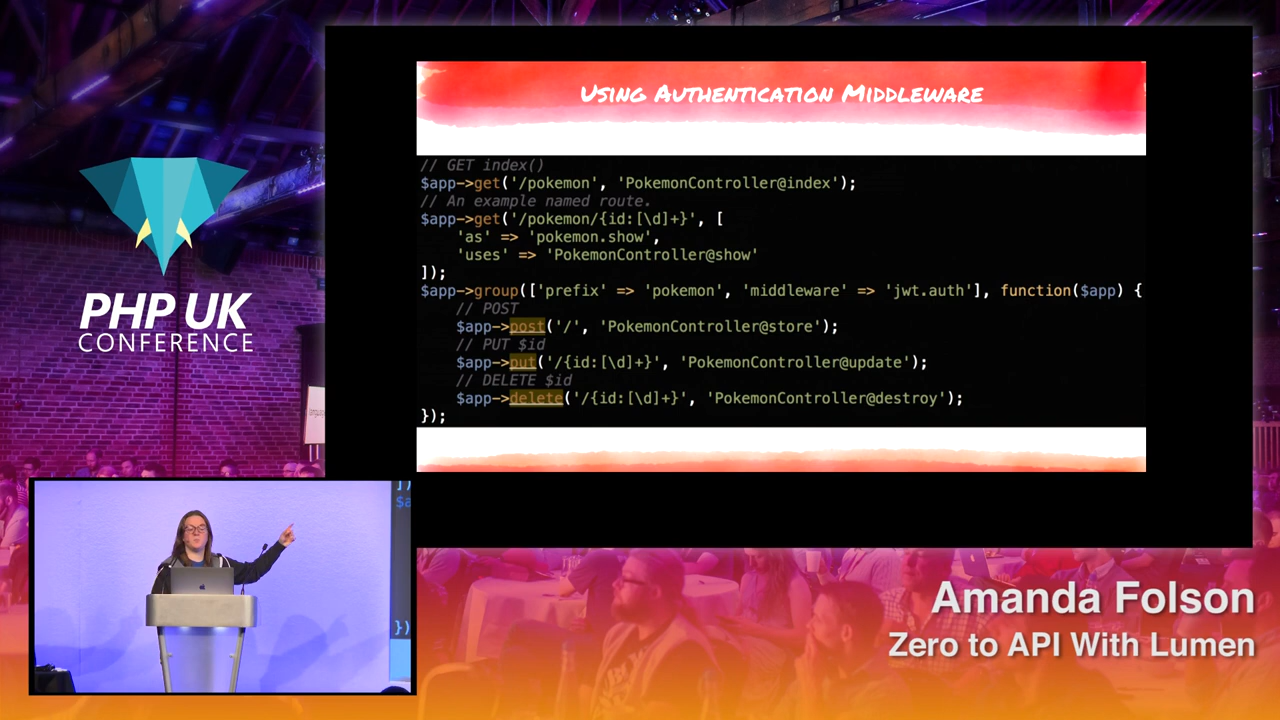 USING AUTHENTICATION MIDDLEWARE
// GET index()
$app->get('/pokemon', 'PokemonController@index');
// An example named route.
$app->get('/pokemon/{id:[\d]+}', [
    'as' => 'pokemon.show',
    'uses' => 'PokemonController@show'
]);
$app->group(['prefix' => 'pokemon', 'middleware' => 'jwt.auth'], function($app) {
    // POST
    $app->post('/', 'PokemonController@store');
    // PUT $id
    $app->put('/{id:[\d]+}', 'PokemonController@update');
    // DELETE $id
    $app->delete('/{id:[\d]+}', 'PokemonController@destroy');
});
PHP UK
CONFERENCE
])
$a
})
Amanda Folson
Zero to API With Lumen